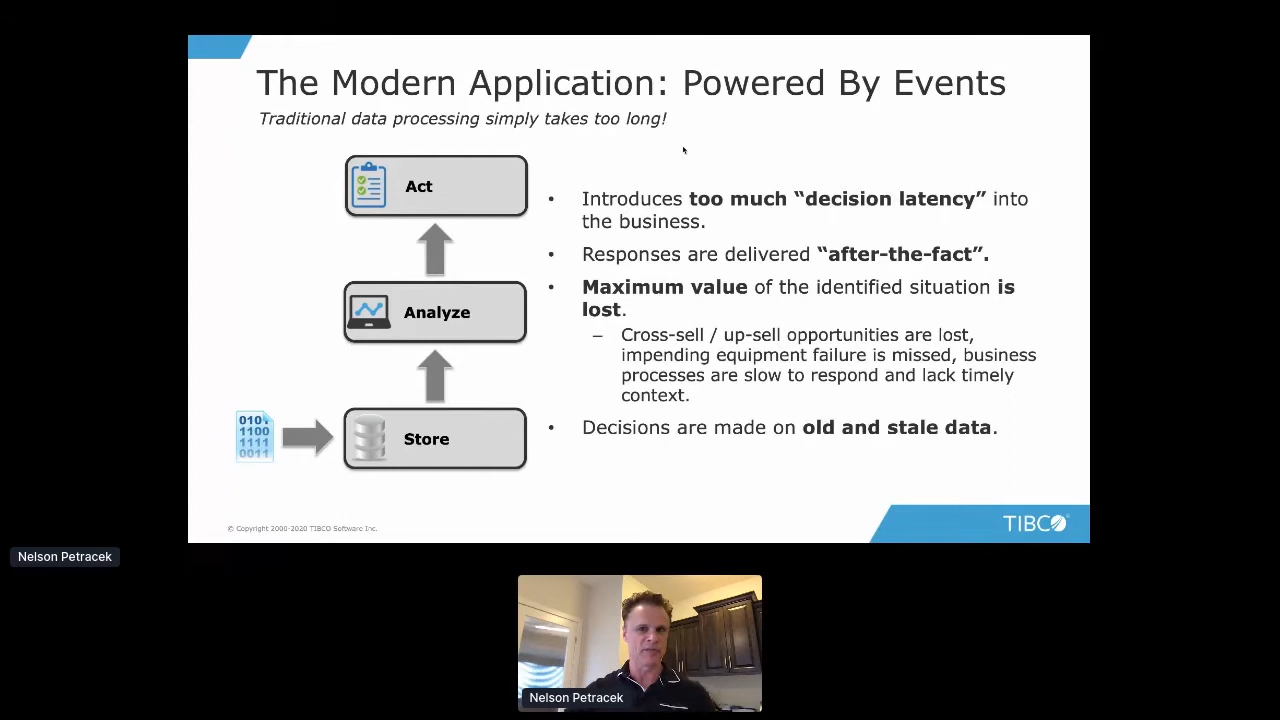 The Modern Application: Powered By Events
Traditional data processing simply takes too long!
Act
Analyze
Store
0101
1100
1111
0011
• Introduces too much “decision latency” into
the business.
• Responses are delivered “after-the-fact”.
• Maximum value of the identified situation is
lost.
– Cross-sell / up-sell opportunities are lost,
impending equipment failure is missed, business
processes are slow to respond and lack timely
context.
• Decisions are made on old and stale data.
© Copyright 2000-2020 TIBCO Software Inc.
TIBCO®
Nelson Petracek
Nelson Petracek